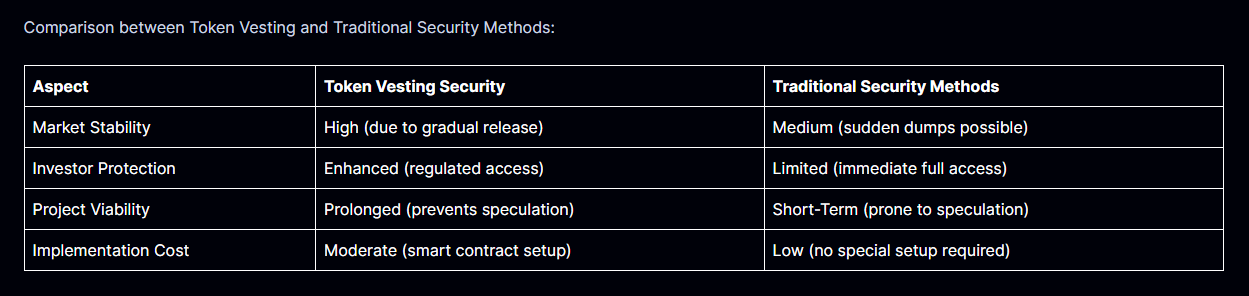 Comparison between Token Vesting and Traditional Security Methods:
Aspect Token Vesting Security Traditional Security Methods
Market Stability High (due to gradual release) Medium (sudden dumps possible)
Investor Protection Enhanced (regulated access) Limited (immediate full access)
Project Viability Prolonged (prevents speculation) Short-Term (prone to speculation)
Implementation Cost Moderate (smart contract setup) Low (no special setup required)